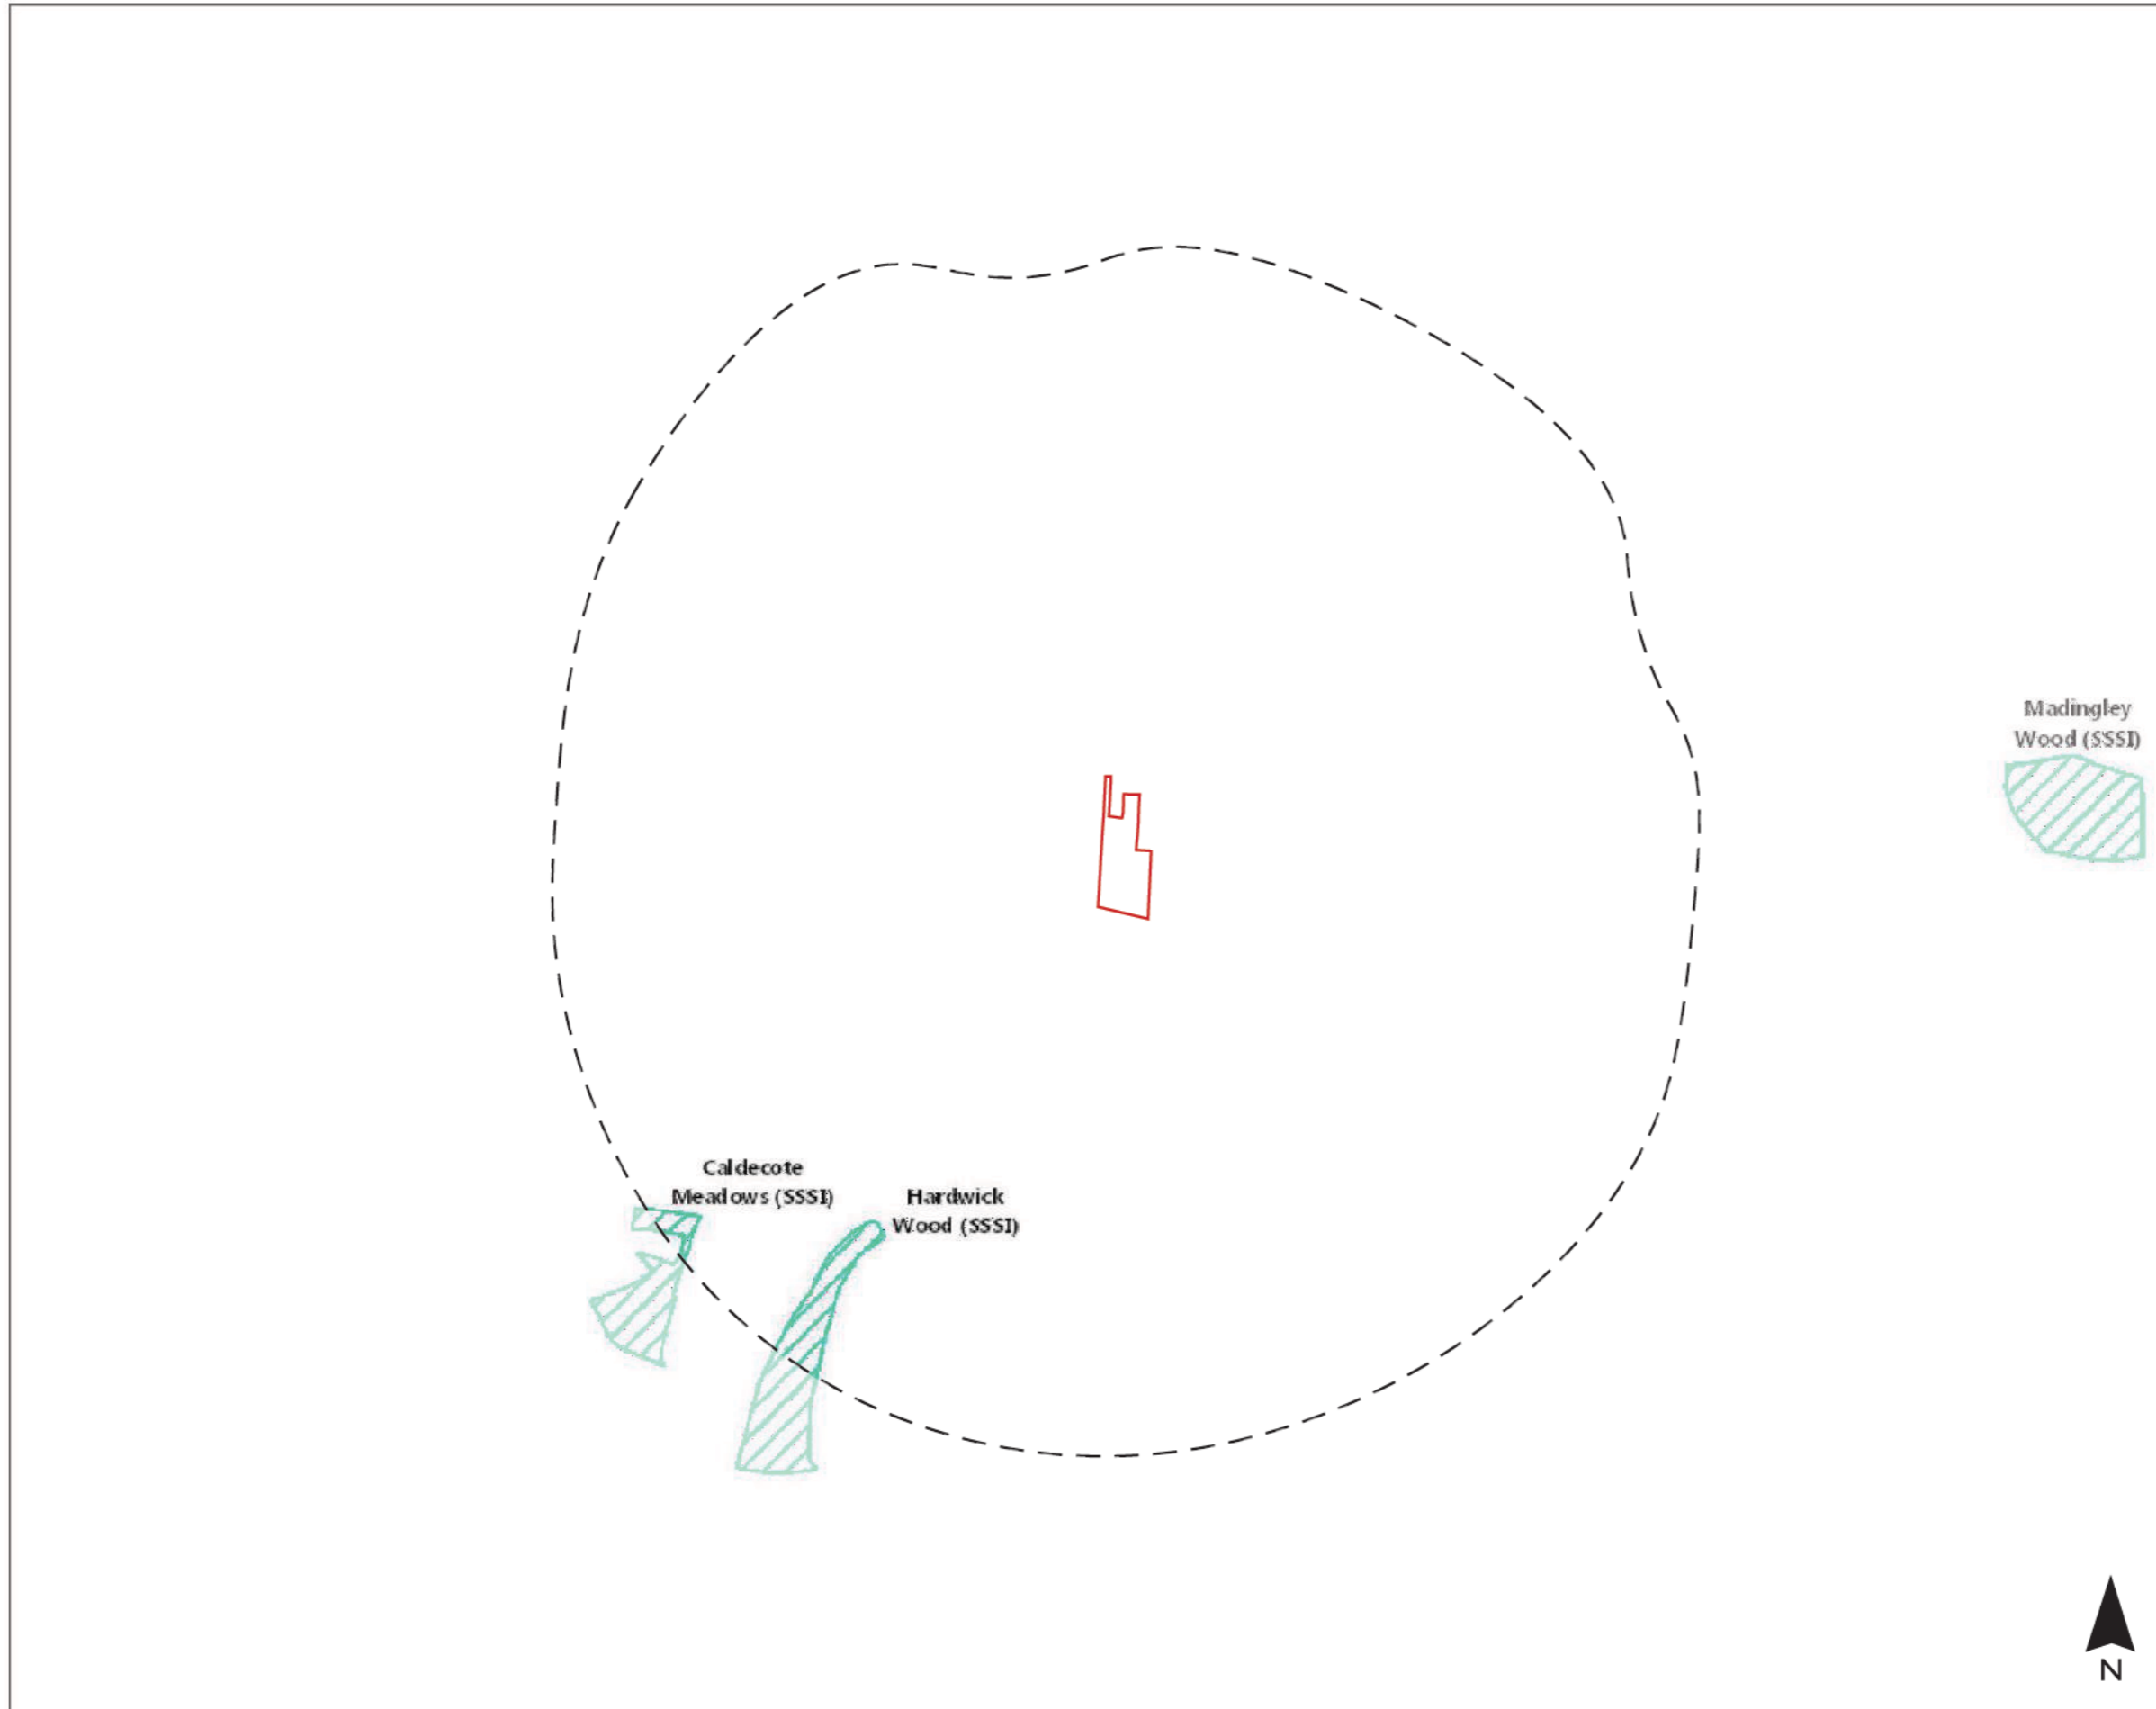 Madingley
Wood (SSSI)
Caldecote
Meadows (SSSI)
Hardwick
Wood (SSSI)
N